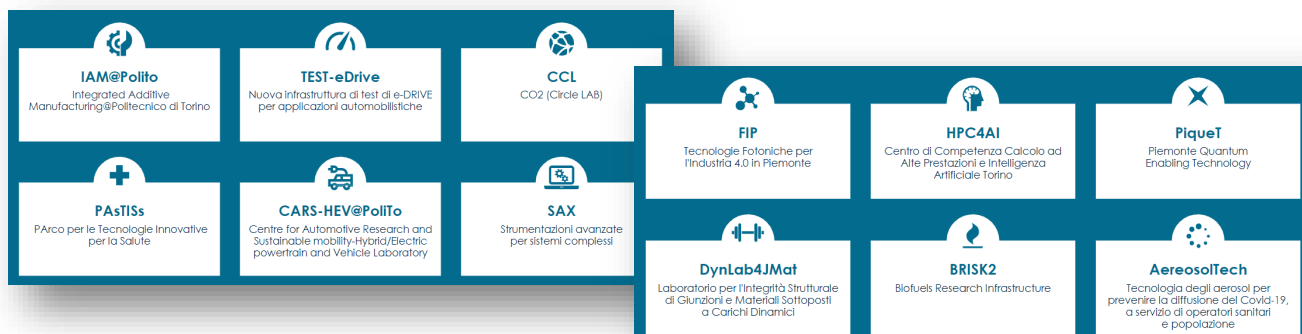 IAM@Polito
Integrated Additive
Manufacturing@Politecnico di Torino
TEST-eDrive
Nuova infrastruttura di test di e-DRIVE
per applicazioni automobilistiche
CCL
CO2 (Circle LAB)
PAsTISs
PArco per le Tecnologie Innovative
per la Salute
CARS-HEV@PoliTo
Centre for Automotive Research and
Sustainable mobility-Hybrid/Electric
powertrain and Vehicle Laboratory
SAX
Strumentazioni avanzate
per sistemi complessi
FIP
Tecnologie Fotoniche per
l'Industria 4.0 in Piemonte
HPC4AI
Centro di Competenza Calcolo ad
Alte Prestazioni e Intelligenza
Artificiale Torino
PiqueT
Piemonte Quantum
Enabling Technology
DynLab4JMat
Laboratorio per l'Integrità Strutturale
di Giunzioni e Materiali Sottoposti
a Carichi Dinamici
BRISK2
Biofuels Research Infrastructure
AereosolTech
Tecnologia degli aerosol per
prevenire la diffusione del Covid-19,
a servizio di operatori sanitari
e popolazione